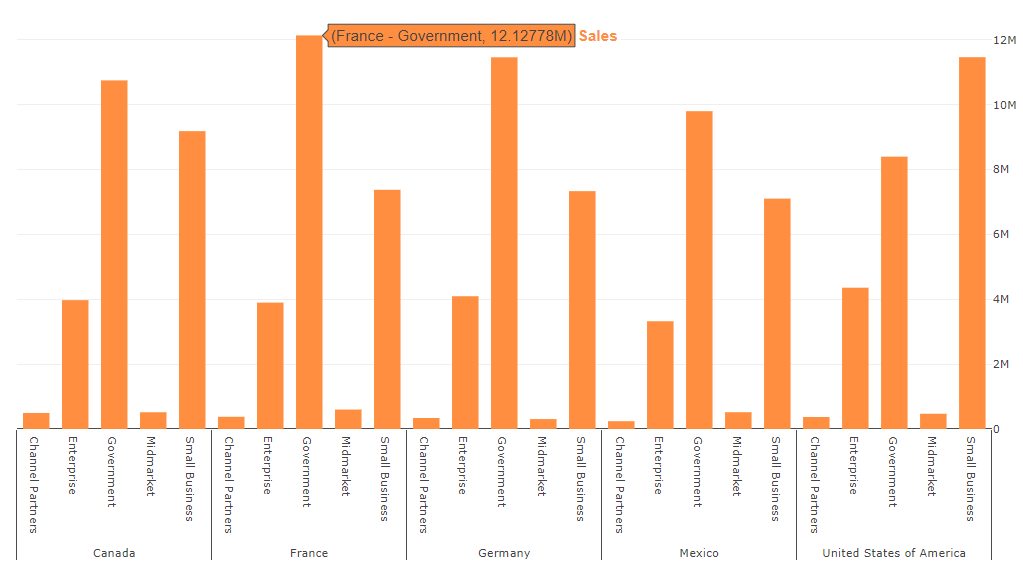 (France - Government, 12.12778M) Sales
12M
10M
8M
6M
4M
2M
0
Channel Partners
Enterprise
Government
Midmarket
Small Business
Channel Partners
Enterprise
Government
Midmarket
Small Business
Channel Partners
Enterprise
Government
Midmarket
Small Business
Channel Partners
Enterprise
Government
Midmarket
Small Business
Channel Partners
Enterprise
Government
Midmarket
Small Business
Canada
France
Germany
Mexico
United States of America